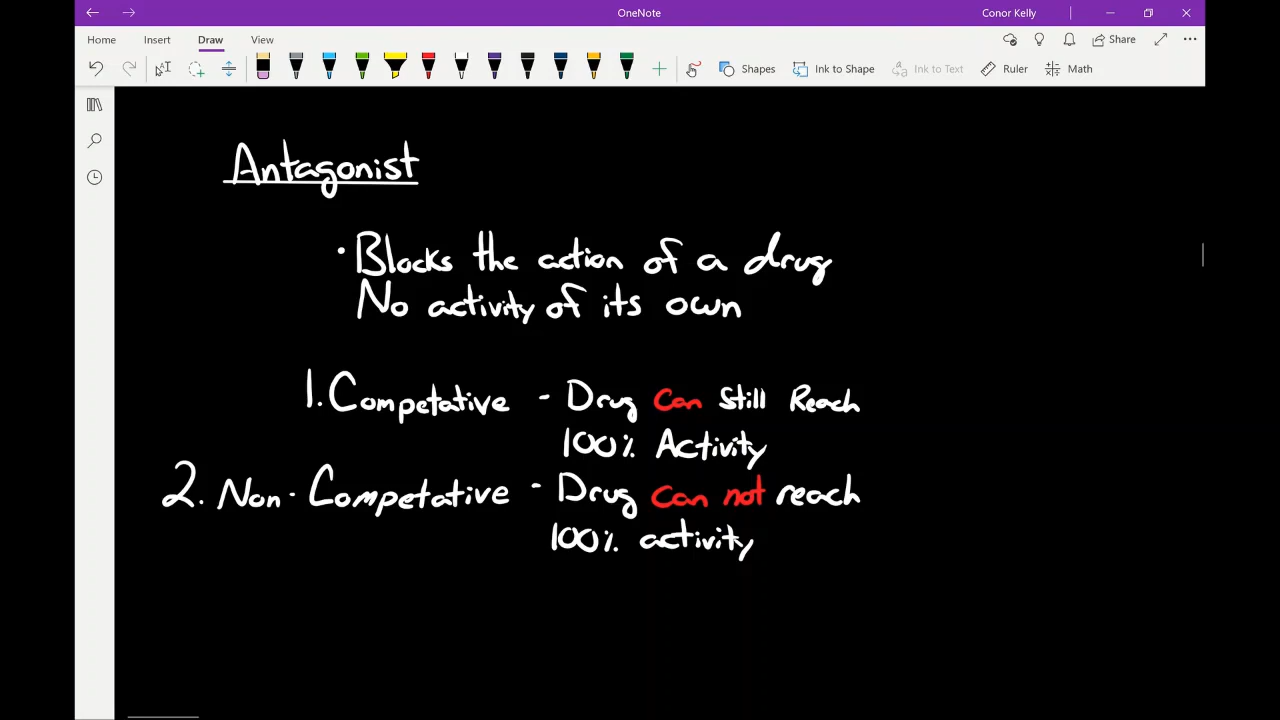 OneNote
Conor Kelly
Home Insert Draw View
Share
Shapes Ink to Shape Ink to Text Ruler Math
Antagonist
· Blocks the action of a drug
No activity of its own
1. Competative - Drug can Still Reach
100% Activity
2. Non-Competative - Drug can not reach
100% activity